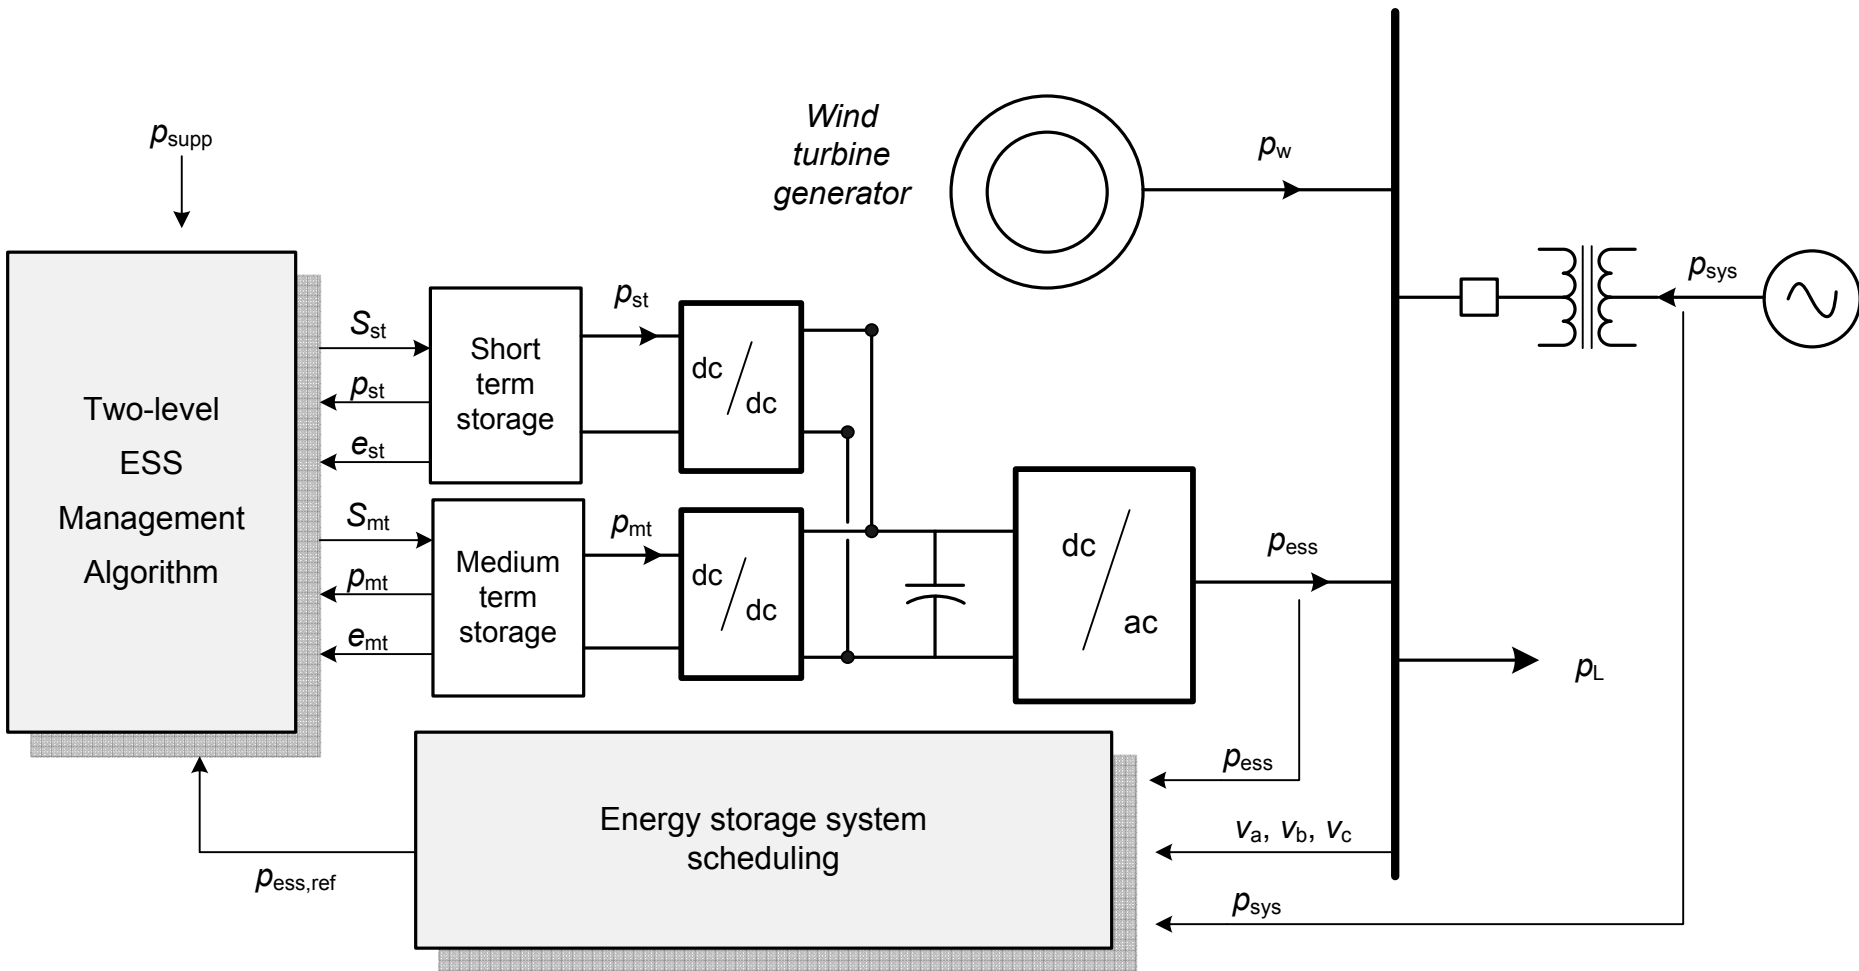 Wind
turbine
generator
p_supp
p_w
p_sys
S_st
p_st
e_st
Short
term
storage
p_st
dc
dc
Two-level
ESS
Management
Algorithm
S_mt
p_mt
e_mt
Medium
term
storage
p_mt
dc
dc
dc
ac
p_ess
p_L
p_ess
v_a, v_b, v_c
p_sys
Energy storage system
scheduling
p_ess,ref